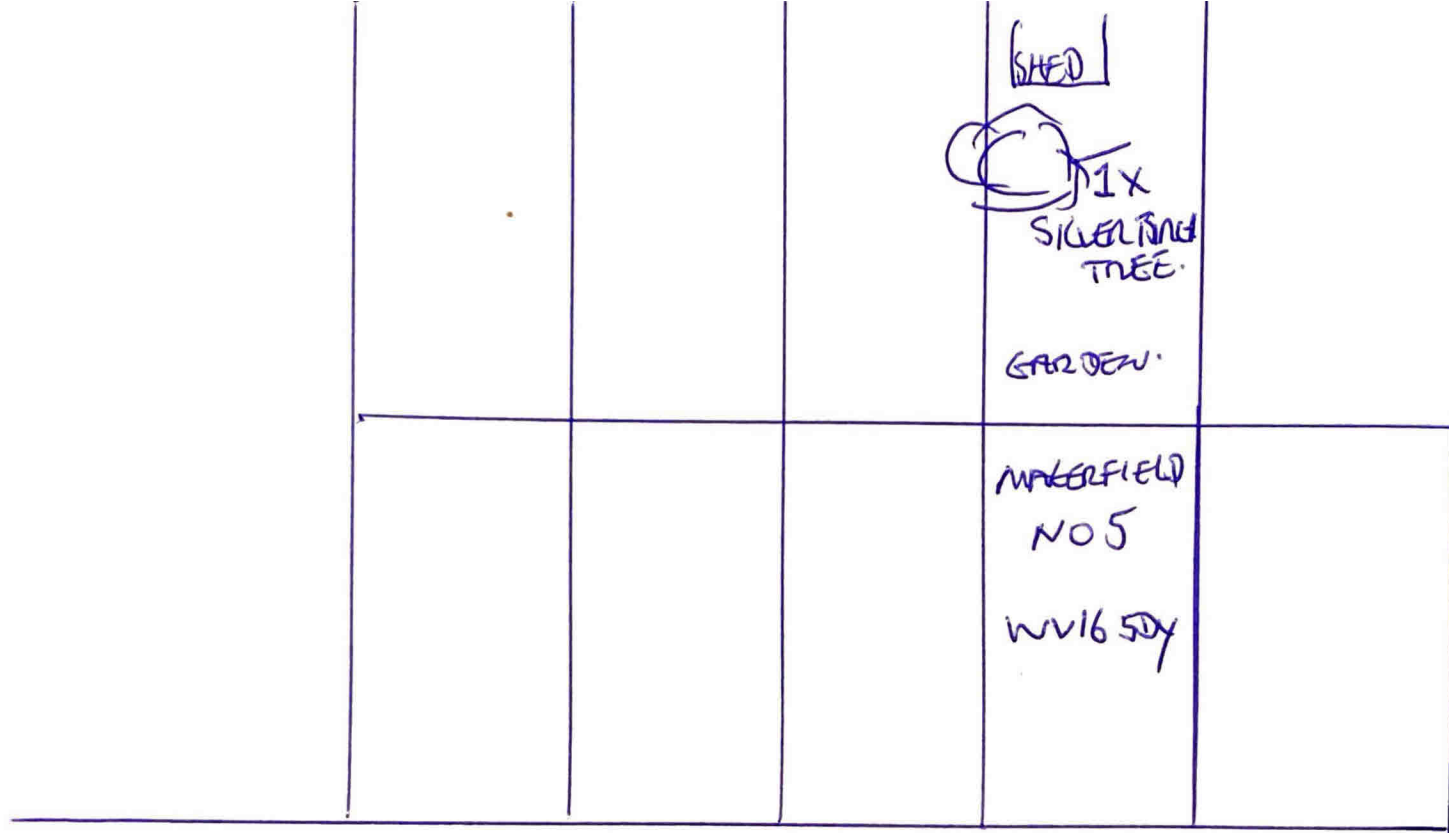 SHED
1X
SILVER BIRCH
TREE.
GARDEN.
MAKERFIELD
NO 5
WV16 5DY